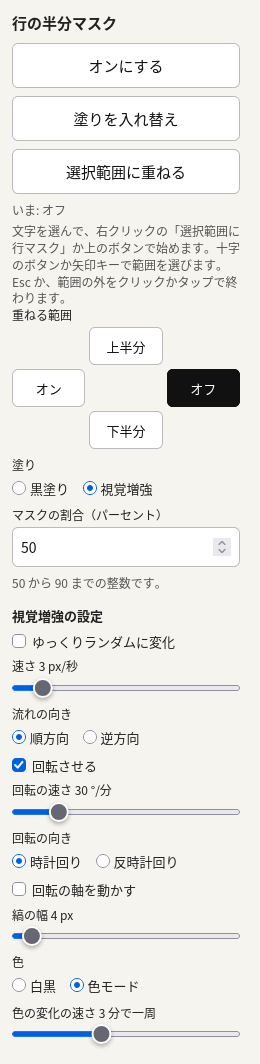 行の半分マスク
オンにする
塗りを入れ替え
選択範囲に重ねる
いま: オフ
文字を選んで、右クリックの「選択範囲に
行マスク」か上のボタンで始めます。十字
のボタンか矢印キーで範囲を選びます。
Esc か、範囲の外をクリックかタップで終
わります。
重ねる範囲
上半分
オン
オフ
下半分
塗り
黒塗り 視覚増強
マスクの割合（パーセント）
50
50 から 90 までの整数です。
視覚増強の設定
ゆっくりランダムに変化
速さ 3 px/秒
流れの向き
順方向 逆方向
回転させる
回転の速さ 30 °/分
回転の向き
時計回り 反時計回り
回転の軸を動かす
縞の幅 4 px
色
白黒 色モード
色の変化の速さ 3 分で一周